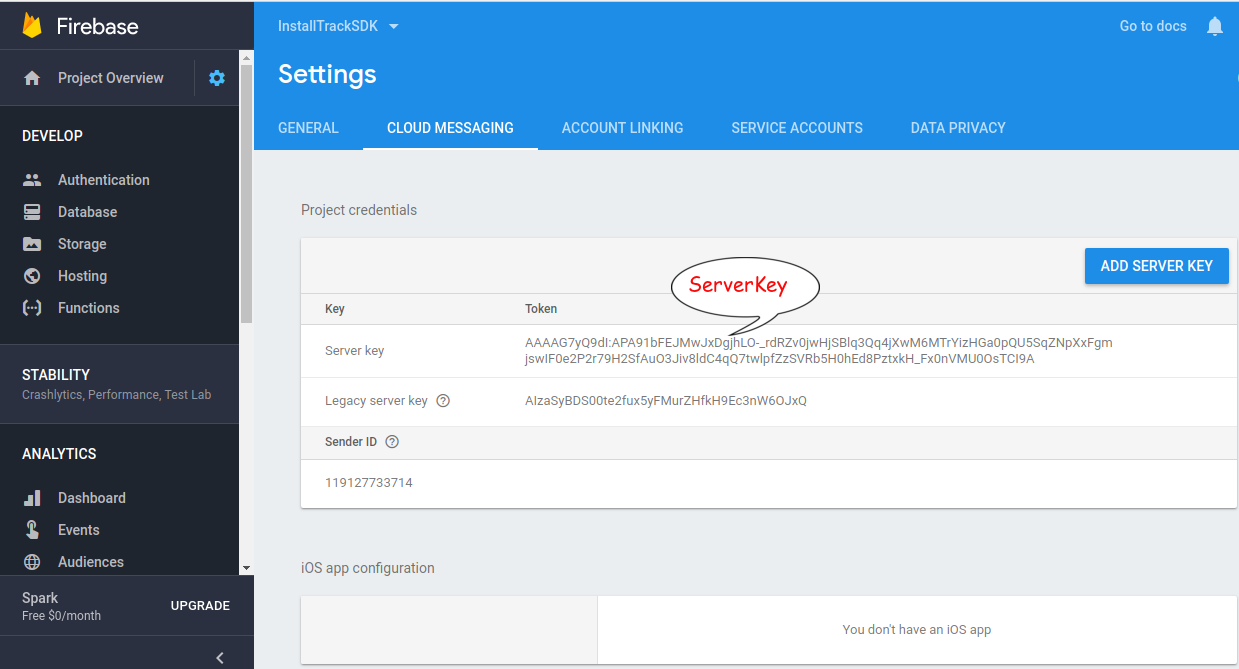 Firebase
InstallTrackSDK
Go to docs
Project Overview
Settings
GENERAL
CLOUD MESSAGING
ACCOUNT LINKING
SERVICE ACCOUNTS
DATA PRIVACY
DEVELOP
Authentication
Database
Storage
Hosting
Functions
STABILITY
Crashlytics, Performance, Test Lab
ANALYTICS
Dashboard
Events
Audiences
Spark
Free $0/month
UPGRADE
Project credentials
ADD SERVER KEY
ServerKey
Key Token
Server key
AAAAG7yQ9dI:APA91bFEJMwJxDgjhLO-_rdRZv0jwHjSBlq3Qq4jXwM6MTrYizHGa0pQU5SqZNpXxFgm
jswIF0e2P2r79H2SfAuO3Jiv8ldC4qQ7twlpfZzSVRb5H0hEd8PztxkH_Fx0nVMU0OsTCI9A
Legacy server key ?
AIzaSyBDS00te2fux5yFMurZHfkH9Ec3nW6OJxQ
Sender ID ?
119127733714
iOS app configuration
You don't have an iOS app